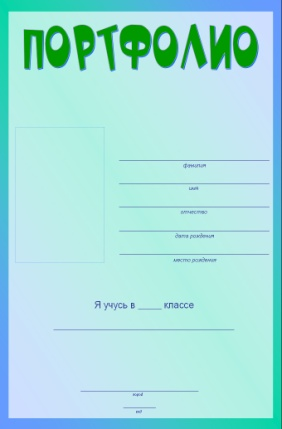 ПОРТФОЛИО
фамилия
имя
отчество
дата рождения
место рождения
Я учусь в _____ классе
город
год